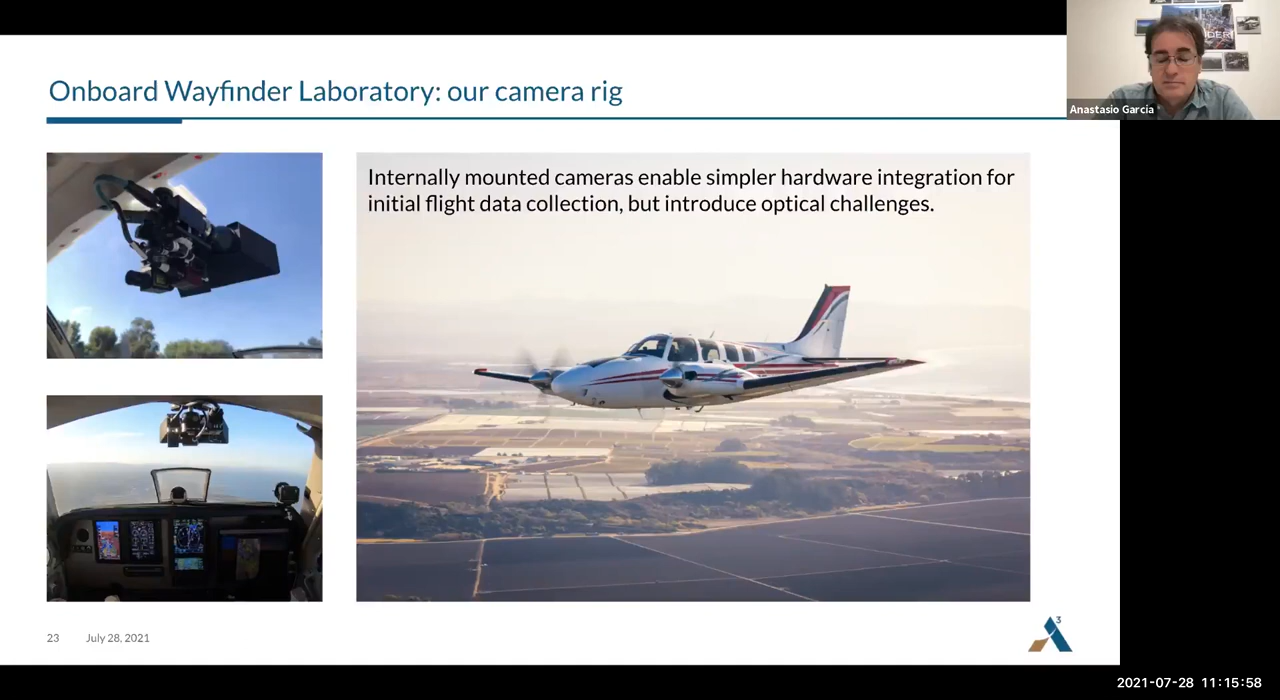 Onboard Wayfinder Laboratory: our camera rig
Anastasio Garcia
Internally mounted cameras enable simpler hardware integration for
initial flight data collection, but introduce optical challenges.
23 July 28, 2021
3
2021-07-28 11:15:58